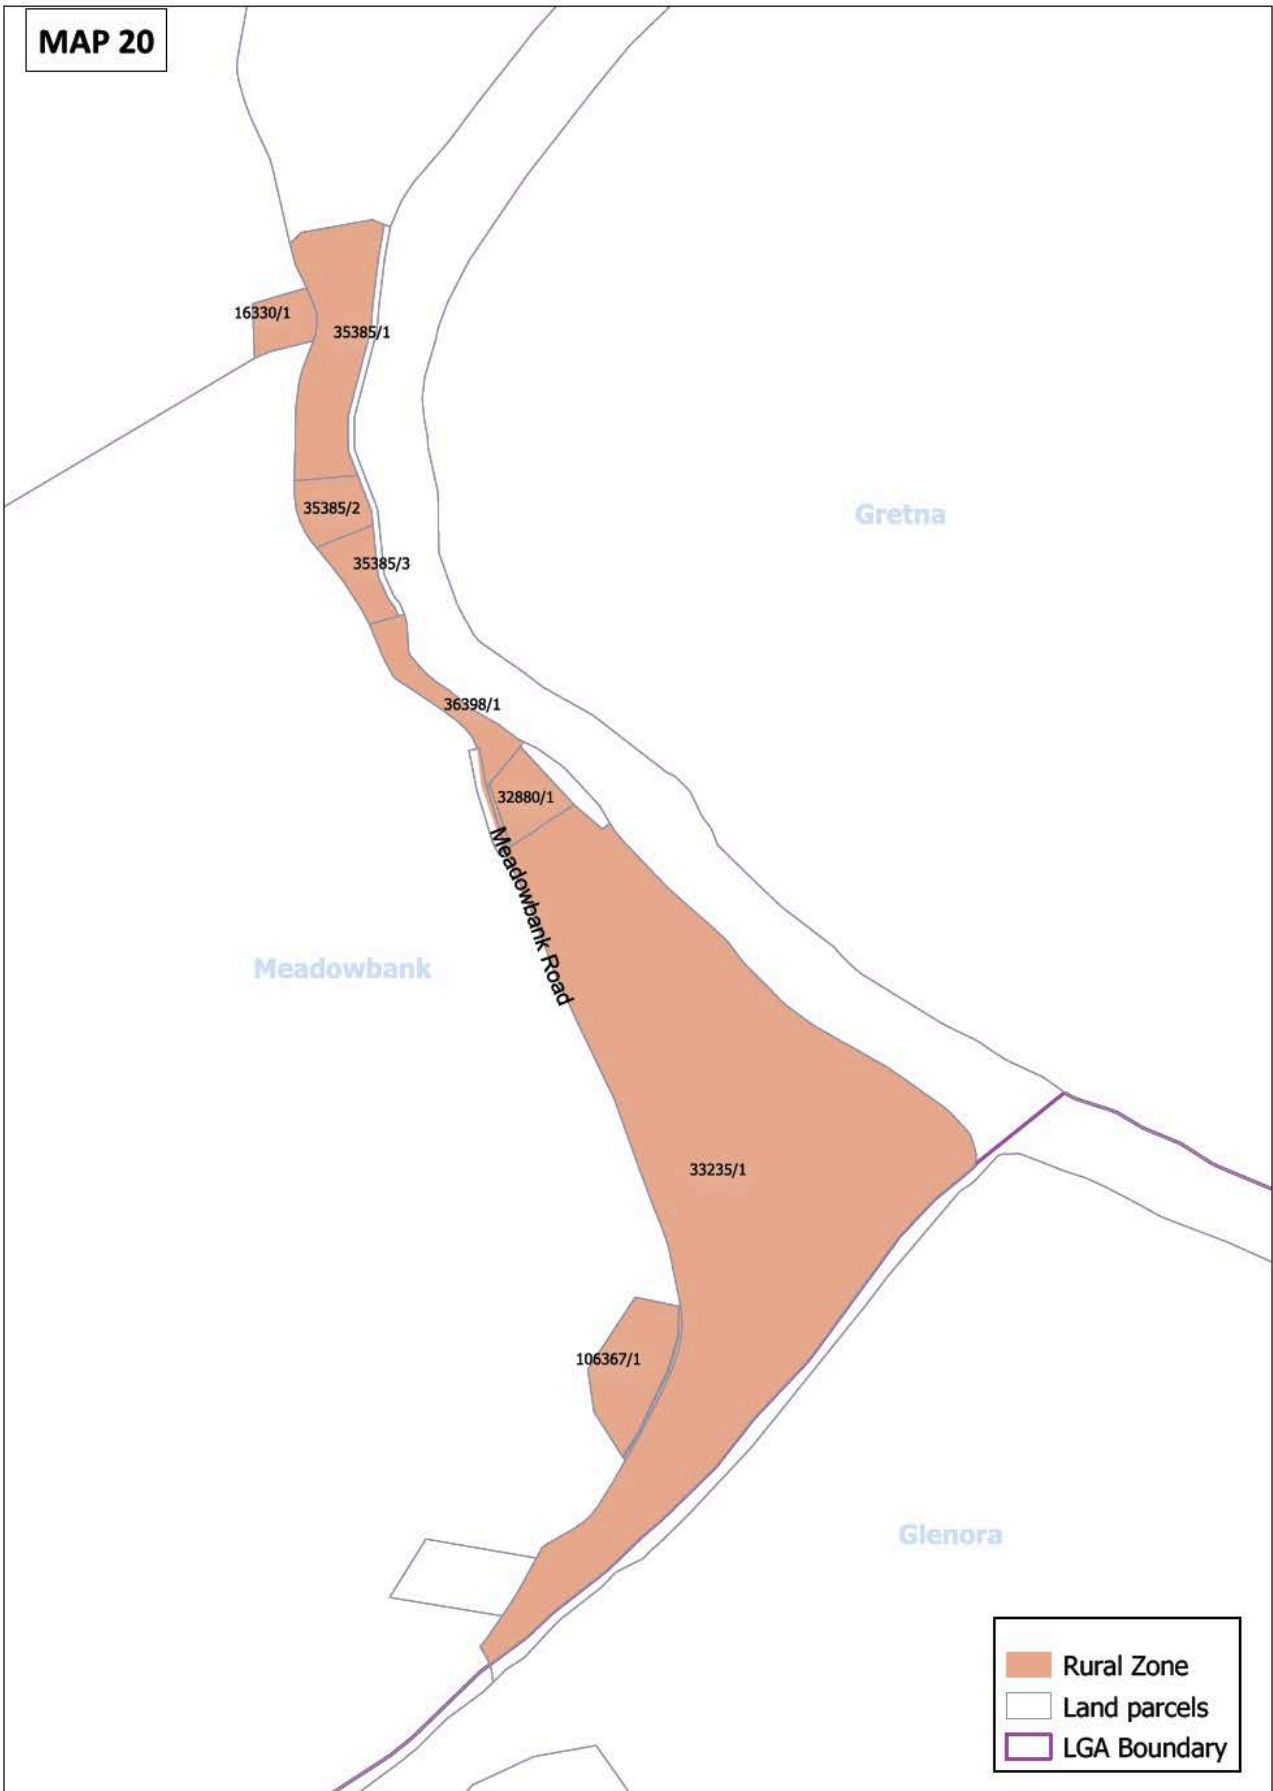 MAP 20
16330/1
35385/1
35385/2
Gretna
35385/3
36398/1
32880/1
Meadowbank Road
Meadowbank
33235/1
106367/1
Glenora
Rural Zone
Land parcels
LGA Boundary